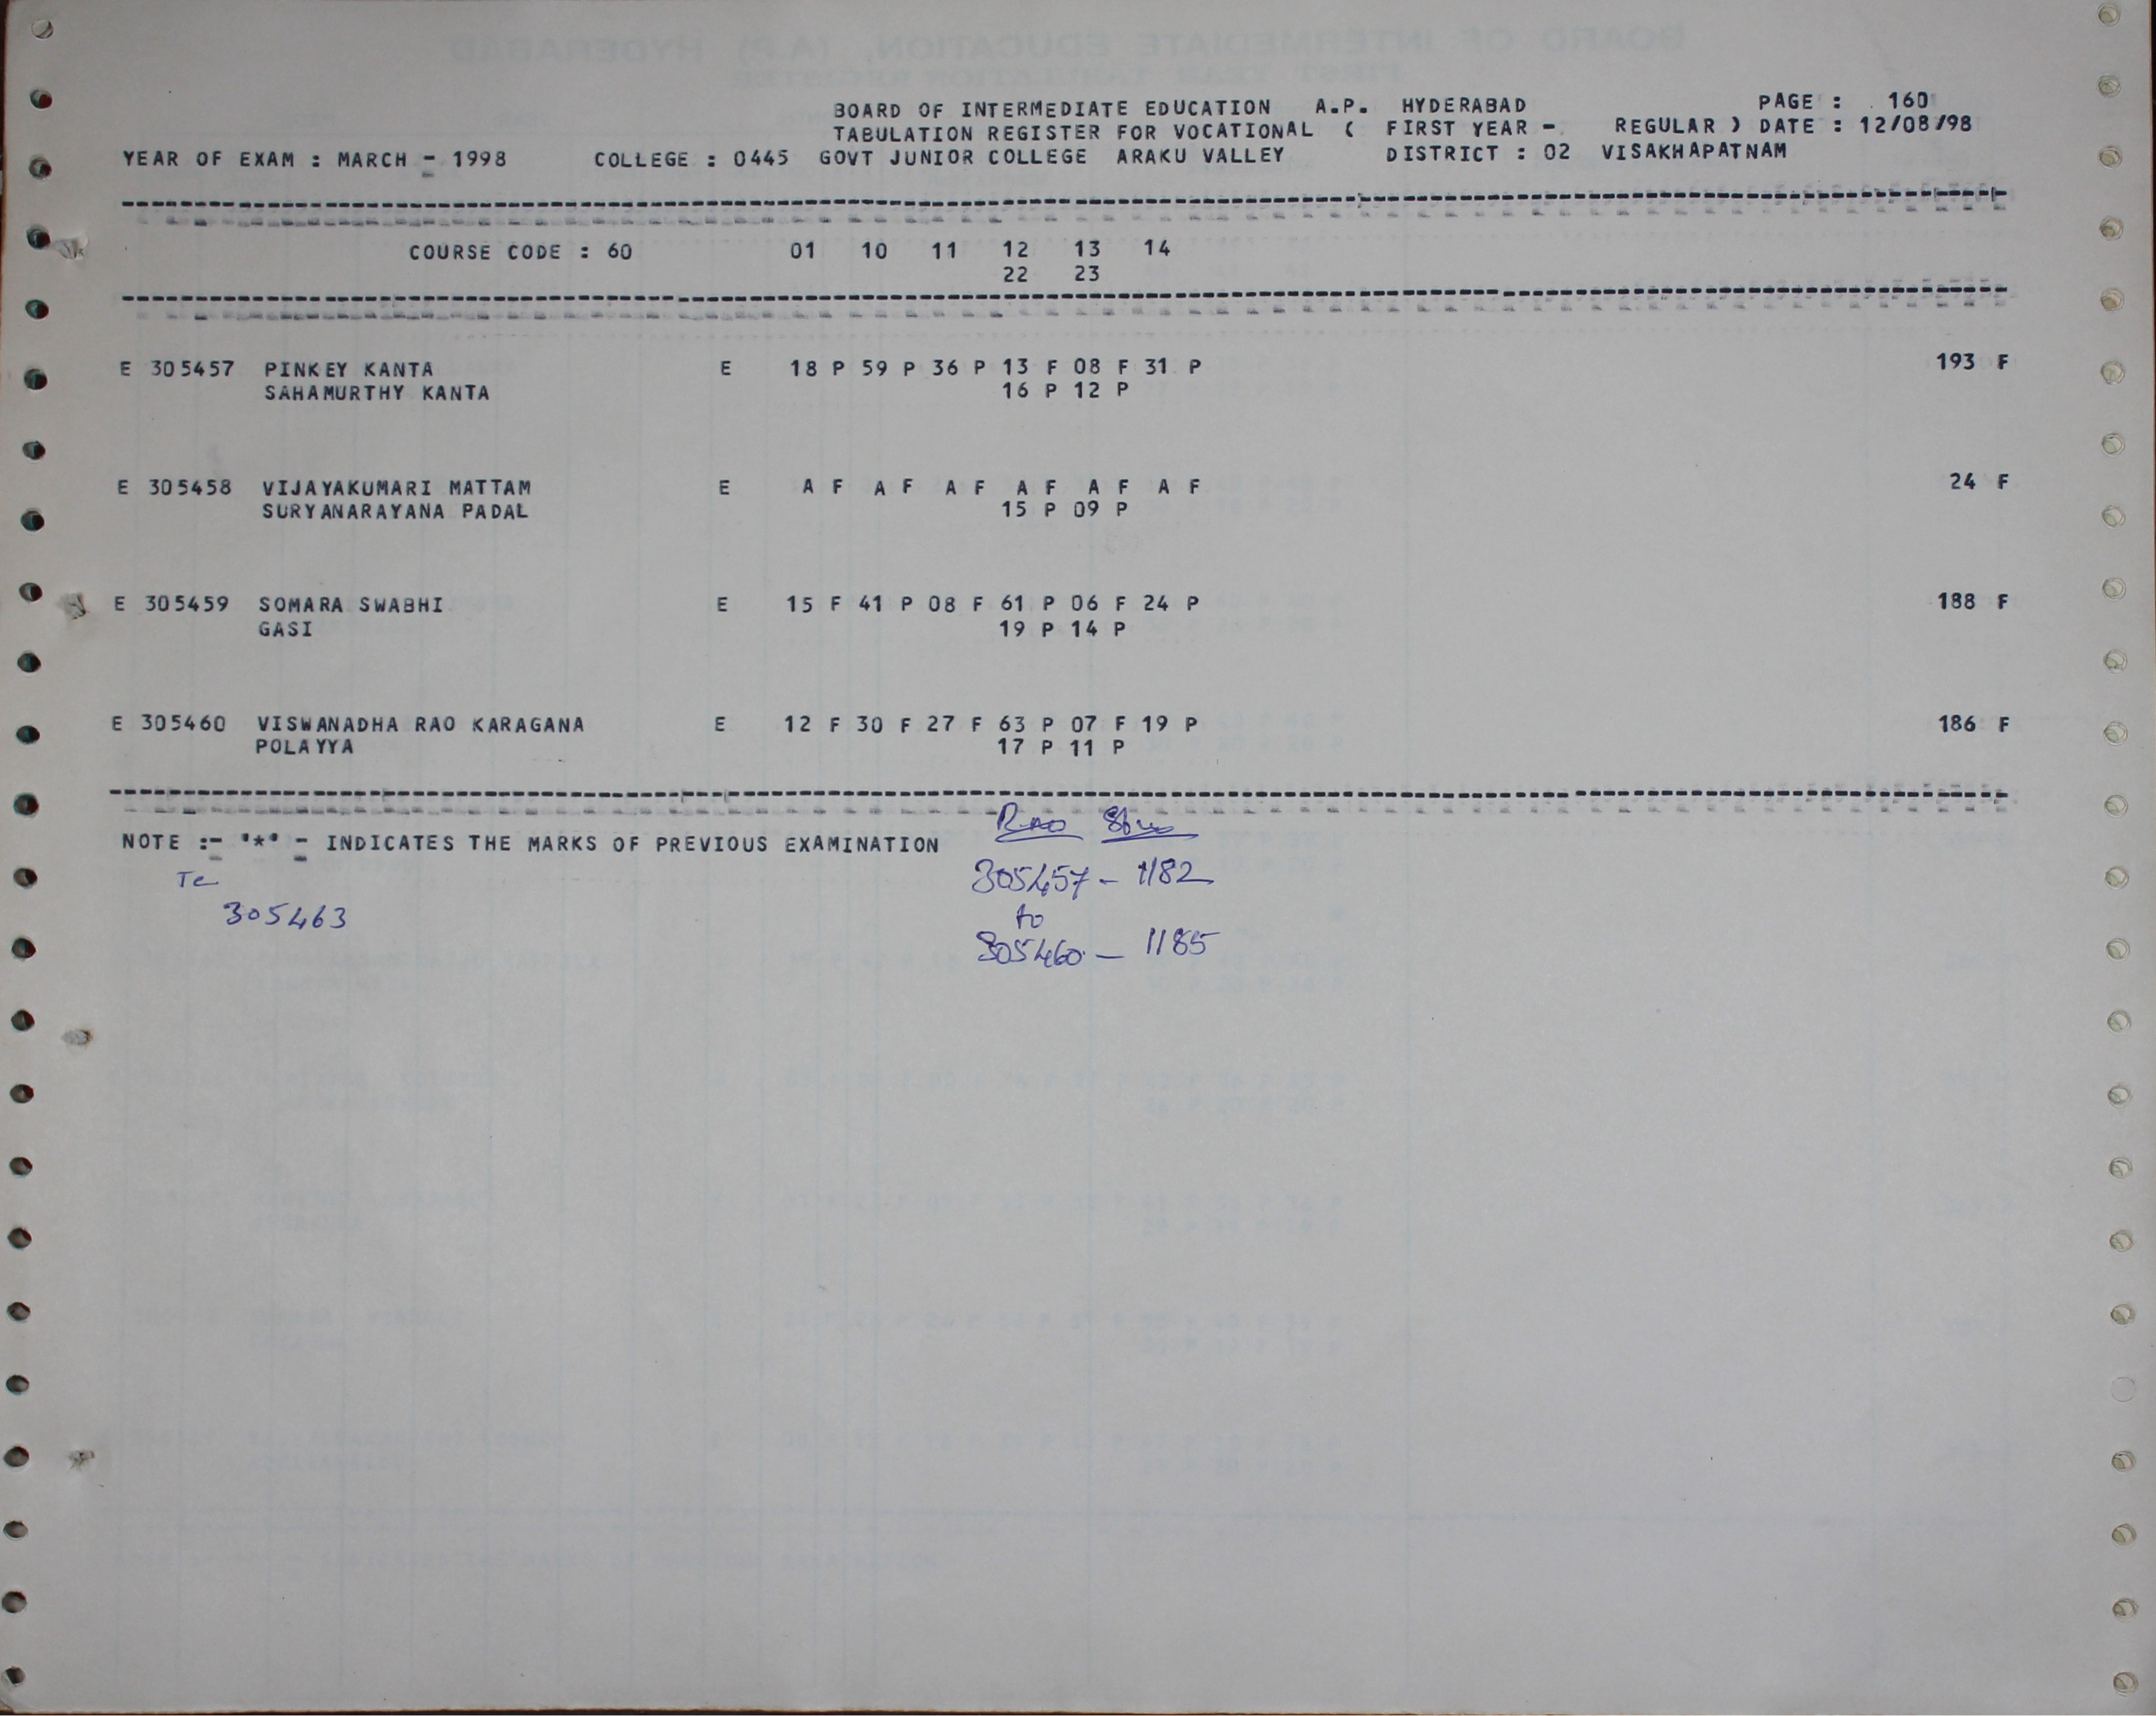 BOARD OF INTERMEDIATE EDUCATION A.P. HYDERABAD PAGE : 160
TABULATION REGISTER FOR VOCATIONAL ( FIRST YEAR - REGULAR ) DATE : 12/08/98
YEAR OF EXAM : MARCH - 1998 COLLEGE : 0445 GOVT JUNIOR COLLEGE ARAKU VALLEY DISTRICT : 02 VISAKHAPATNAM
COURSE CODE : 60 01 10 11 12 13 14
22 23
E 305457 PINKEY KANTA E 18 P 59 P 36 P 13 F 08 F 31 P 193 F
SAHAMURTHY KANTA 16 P 12 P
E 305458 VIJAYAKUMARI MATTAM E A F A F A F A F A F A F 24 F
SURYANARAYANA PADAL 15 P 09 P
E 305459 SOMARA SWABHI E 15 F 41 P 08 F 61 P 06 F 24 P 188 F
GASI 19 P 14 P
E 305460 VISWANADHA RAO KARAGANA E 12 F 30 F 27 F 63 P 07 F 19 P 186 F
POLAYYA 17 P 11 P
NOTE :- '*' - INDICATES THE MARKS OF PREVIOUS EXAMINATION
305457 - 1182
305463
to
305460 - 1185